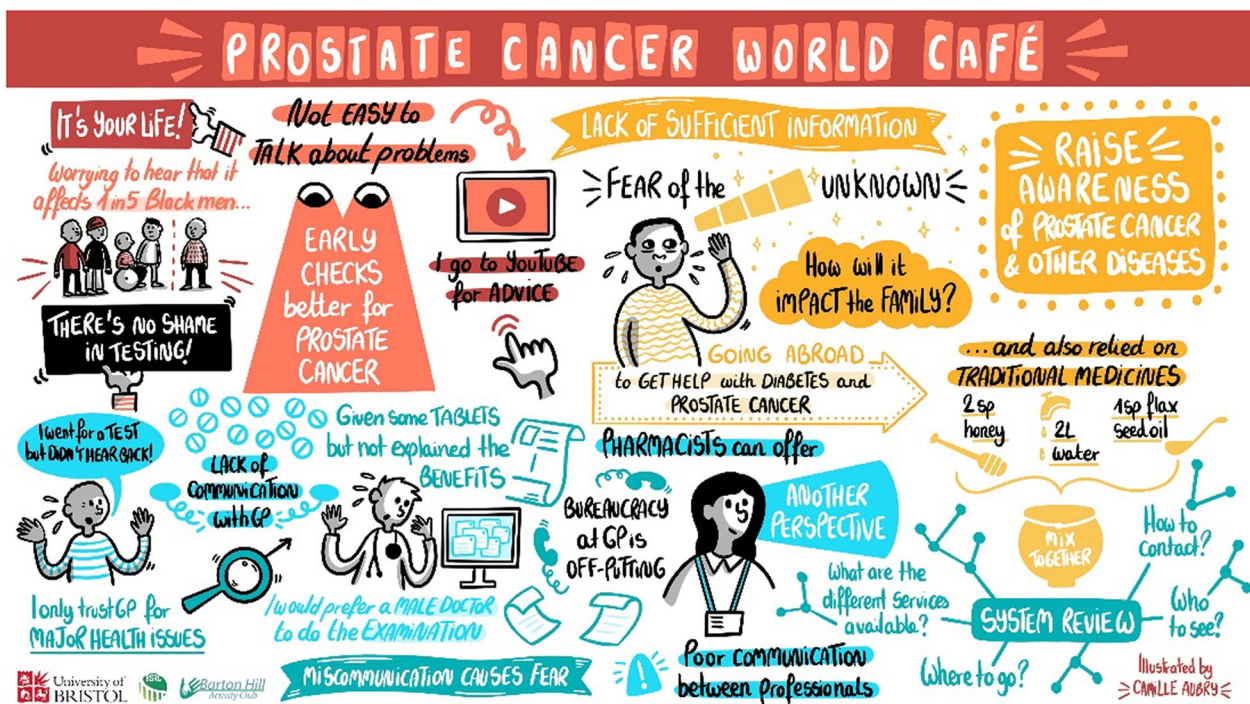 PROSTATE CANCER WORLD CAFÉ
IT'S YOUR LIFE!
Worrying to hear that it
affects 1 in 5 Black men...
THERE'S NO SHAME
IN TESTING!
Not EASY to
TALK about problems
EARLY
CHECKS
better for
PROSTATE
CANCER
I go to YOUTUBE
for ADVICE
LACK OF SUFFICIENT INFORMATION
FEAR of the UNKNOWN
How will it
IMPACT the FAMILY?
GOING ABROAD
to GET HELP with DIABETES and
PROSTATE CANCER
RAISE
AWARENESS
of PROSTATE CANCER
& OTHER DISEASES
...and also relied on
TRADITIONAL MEDICINES
2sp
honey
2L
water
1sp flax
seed oil
MIX
TOGETHER
I went for a TEST
but DIDN'T HEAR BACK!
LACK of
COMMUNICATION
with GP
I only trust GP for
MAJOR HEALTH ISSUES
Given some TABLETS
but not explained the
BENEFITS
I would prefer a MALE DOCTOR
to do the EXAMINATION
MISCOMMUNICATION CAUSES FEAR
BUREAUCRACY
at GP is
OFF-PUTTING
PHARMACISTS can offer
ANOTHER
PERSPECTIVE
Poor COMMUNICATION
between Professionals
SYSTEM REVIEW
What are the
different services
available?
Where to go?
How to
contact?
Who
to see?
University of
BRISTOL
Barton Hill
Activity Club
Illustrated by
CAMILLE AUBRY